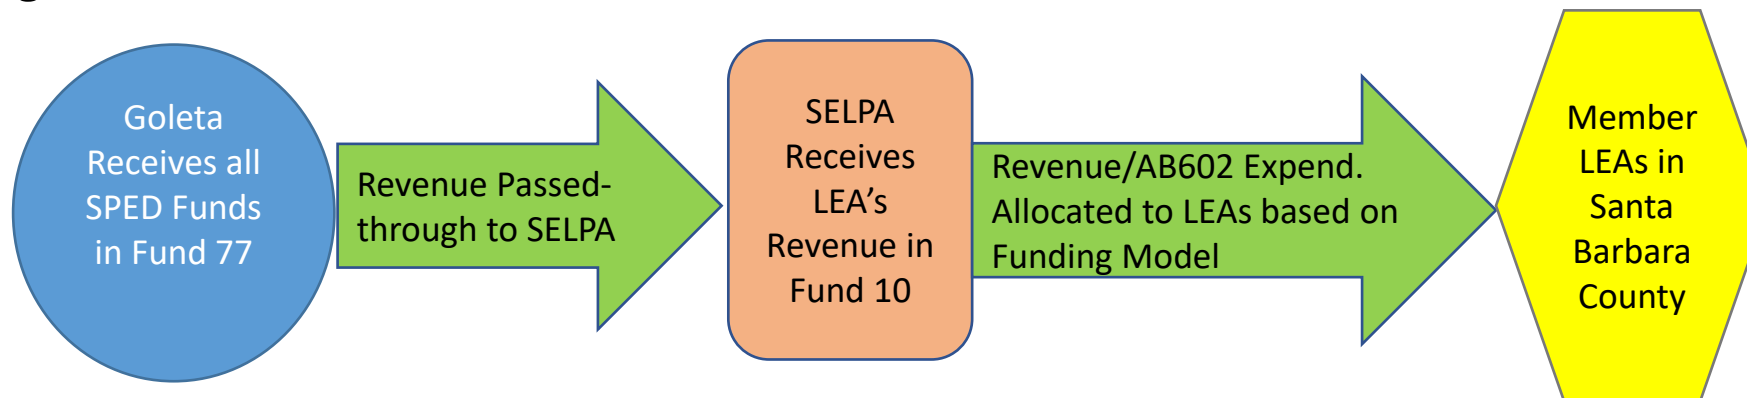 Goleta
Receives all
SPED Funds
in Fund 77
Revenue Passed-
through to SELPA
SELPA
Receives
LEA’s
Revenue in
Fund 10
Revenue/AB602 Expend.
Allocated to LEAs based on
Funding Model
Member
LEAs in
Santa
Barbara
County